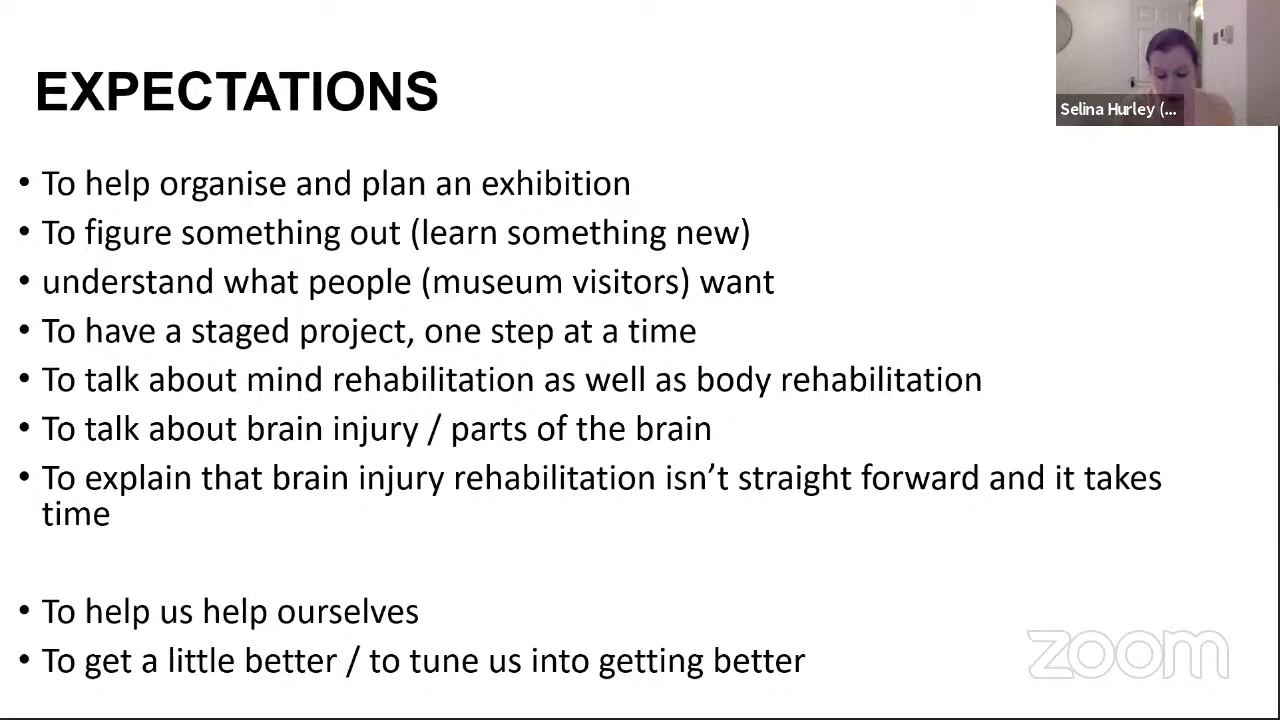 EXPECTATIONS
Selina Hurley (...
• To help organise and plan an exhibition
• To figure something out (learn something new)
• understand what people (museum visitors) want
• To have a staged project, one step at a time
• To talk about mind rehabilitation as well as body rehabilitation
• To talk about brain injury / parts of the brain
• To explain that brain injury rehabilitation isn’t straight forward and it takes
time
• To help us help ourselves
• To get a little better / to tune us into getting better
zoom